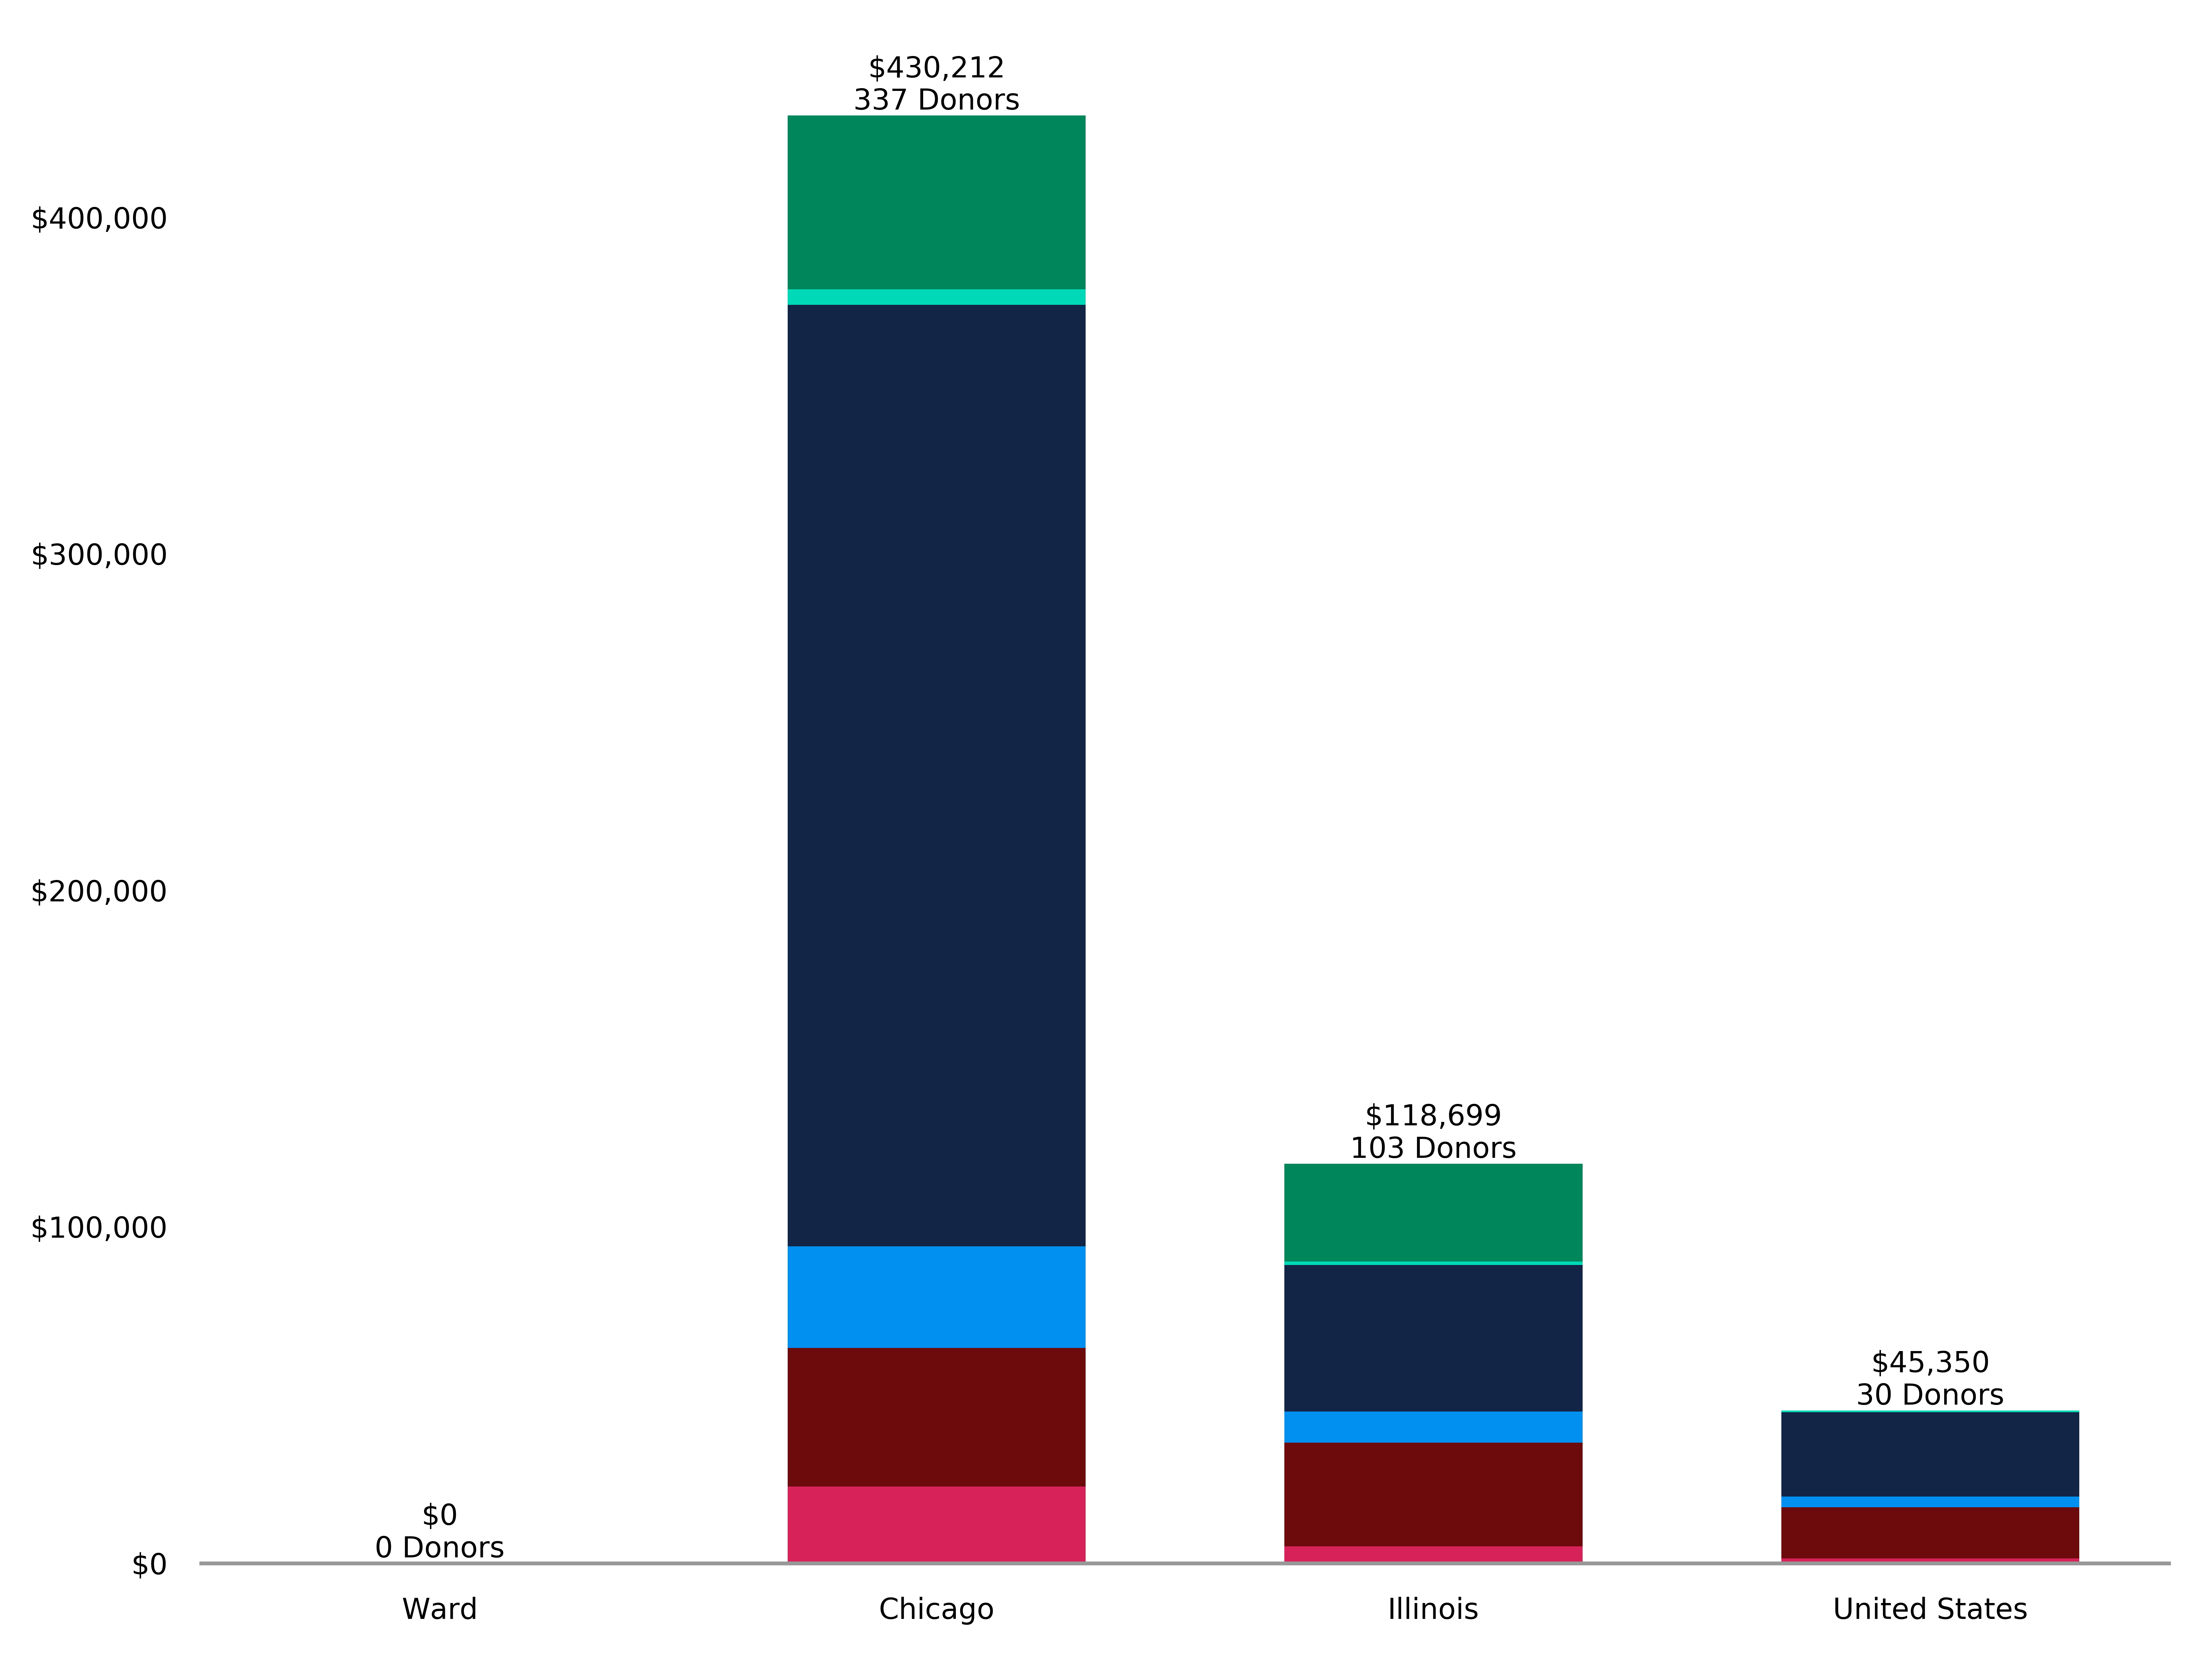 $430,212
337 Donors
$400,000
$300,000
$200,000
$118,699
103 Donors
$100,000
$45,350
30 Donors
$0
0 Donors
$0
Ward
Chicago
Illinois
United States